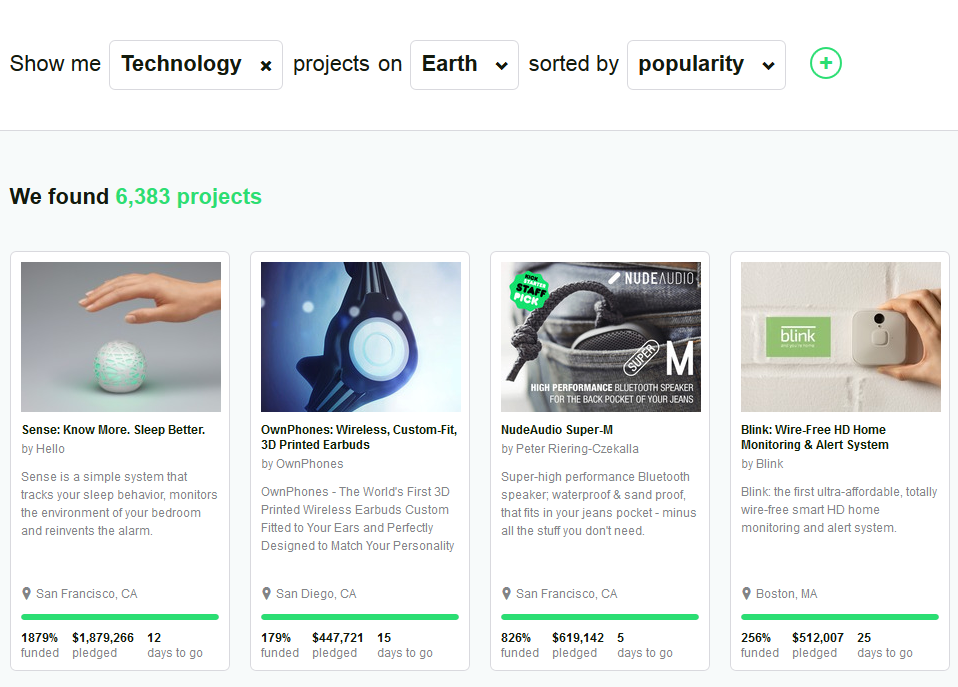 Show me Technology × projects on Earth sorted by popularity +
We found 6,383 projects
KICK
STARTER
STAFF
PICK
NUDEAUDIO
SUPER
M
HIGH PERFORMANCE BLUETOOTH SPEAKER
FOR THE BACK POCKET OF YOUR JEANS
blink
Sense: Know More. Sleep Better.
by Hello
Sense is a simple system that
tracks your sleep behavior, monitors
the environment of your bedroom
and reinvents the alarm.
San Francisco, CA
1879% $1,879,266 12
funded pledged days to go
OwnPhones: Wireless, Custom-Fit,
3D Printed Earbuds
by OwnPhones
OwnPhones - The World's First 3D
Printed Wireless Earbuds Custom
Fitted to Your Ears and Perfectly
Designed to Match Your Personality
San Diego, CA
179% $447,721 15
funded pledged days to go
NudeAudio Super-M
by Peter Riering-Czekalla
Super-high performance Bluetooth
speaker; waterproof & sand proof,
that fits in your jeans pocket - minus
all the stuff you don't need.
San Francisco, CA
826% $619,142 5
funded pledged days to go
Blink: Wire-Free HD Home
Monitoring & Alert System
by Blink
Blink: the first ultra-affordable, totally
wire-free smart HD home
monitoring and alert system.
Boston, MA
256% $512,007 25
funded pledged days to go